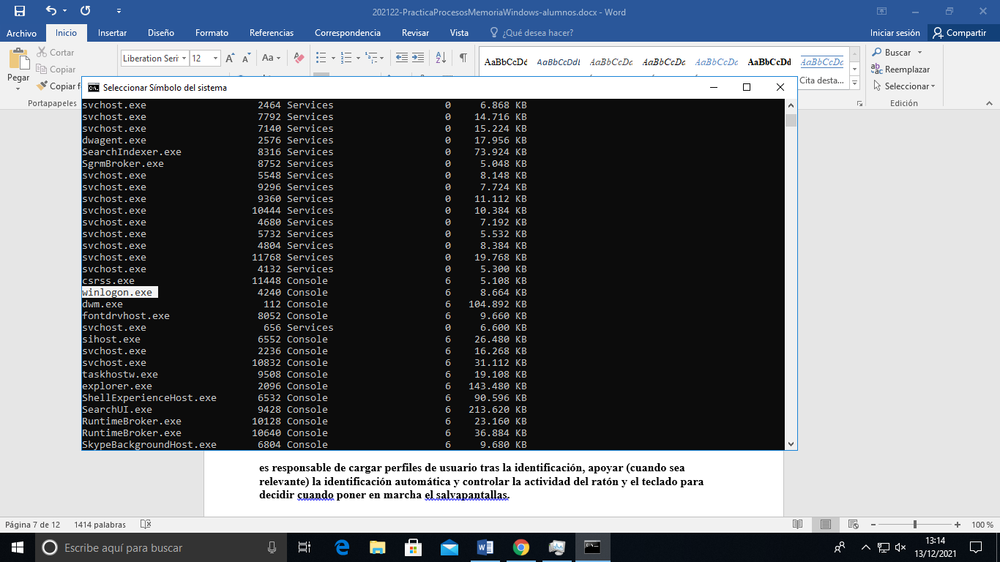 202122-PracticaProcesosMemoriaWindows-alumnos.docx - Word
Archivo Inicio Insertar Diseño Formato Referencias Correspondencia Revisar Vista ¿Qué desea hacer? Iniciar sesión Compartir
Pegar
Cortar
Copiar
Copiar f
Portapapeles
Liberation Seri 12
AaBbCcDc AaBbCcDdE AaBbCcDc AaBbCcDc AaBbCcDc AaBbCcDd AaBbCcDc
Cita desta...
Buscar
Reemplazar
Seleccionar
Edición
Seleccionar Símbolo del sistema
svchost.exe 2464 Services 0 6.868 KB
svchost.exe 7792 Services 0 14.716 KB
svchost.exe 7140 Services 0 15.224 KB
dwagent.exe 2576 Services 0 17.956 KB
SearchIndexer.exe 8316 Services 0 73.924 KB
SgrmBroker.exe 8752 Services 0 5.048 KB
svchost.exe 5548 Services 0 8.148 KB
svchost.exe 9296 Services 0 7.724 KB
svchost.exe 9360 Services 0 11.112 KB
svchost.exe 10444 Services 0 10.384 KB
svchost.exe 4680 Services 0 7.192 KB
svchost.exe 5732 Services 0 5.532 KB
svchost.exe 4804 Services 0 8.384 KB
svchost.exe 11768 Services 0 19.768 KB
svchost.exe 4132 Services 0 5.300 KB
csrss.exe 11448 Console 6 5.108 KB
winlogon.exe 4240 Console 6 8.664 KB
dwm.exe 112 Console 6 104.892 KB
fontdrvhost.exe 8052 Console 6 9.660 KB
svchost.exe 656 Services 0 6.600 KB
sihost.exe 6552 Console 6 26.480 KB
svchost.exe 2236 Console 6 16.268 KB
svchost.exe 10832 Console 6 31.112 KB
taskhostw.exe 9508 Console 6 19.108 KB
explorer.exe 2096 Console 6 143.480 KB
ShellExperienceHost.exe 6532 Console 6 90.596 KB
SearchUI.exe 9428 Console 6 213.620 KB
RuntimeBroker.exe 10128 Console 6 23.160 KB
RuntimeBroker.exe 10640 Console 6 36.884 KB
SkypeBackgroundHost.exe 6804 Console 6 9.680 KB
es responsable de cargar perfiles de usuario tras la identificación, apoyar (cuando sea
relevante) la identificación automática y controlar la actividad del ratón y el teclado para
decidir cuando poner en marcha el salvapantallas.
Página 7 de 12 1414 palabras 100 %
Escribe aquí para buscar
13:14
13/12/2021